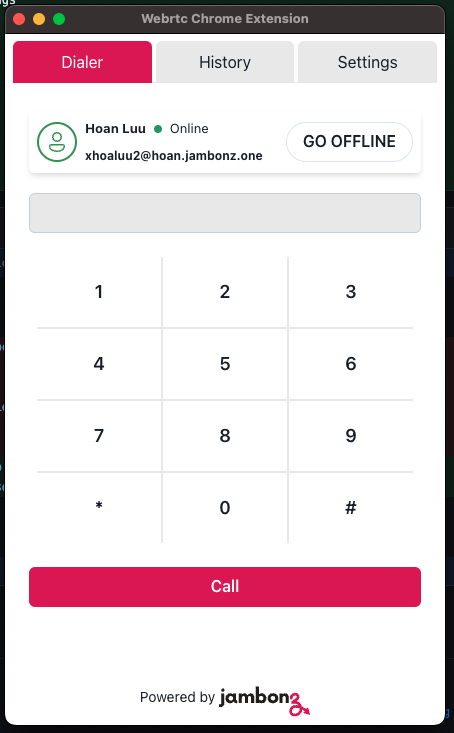 Webrtc Chrome Extension
Dialer History Settings
Hoan Luu Online
xhoaluu2@hoan.jambonz.one
GO OFFLINE
1 2 3
4 5 6
7 8 9
* 0 #
Call
Powered by jambonz